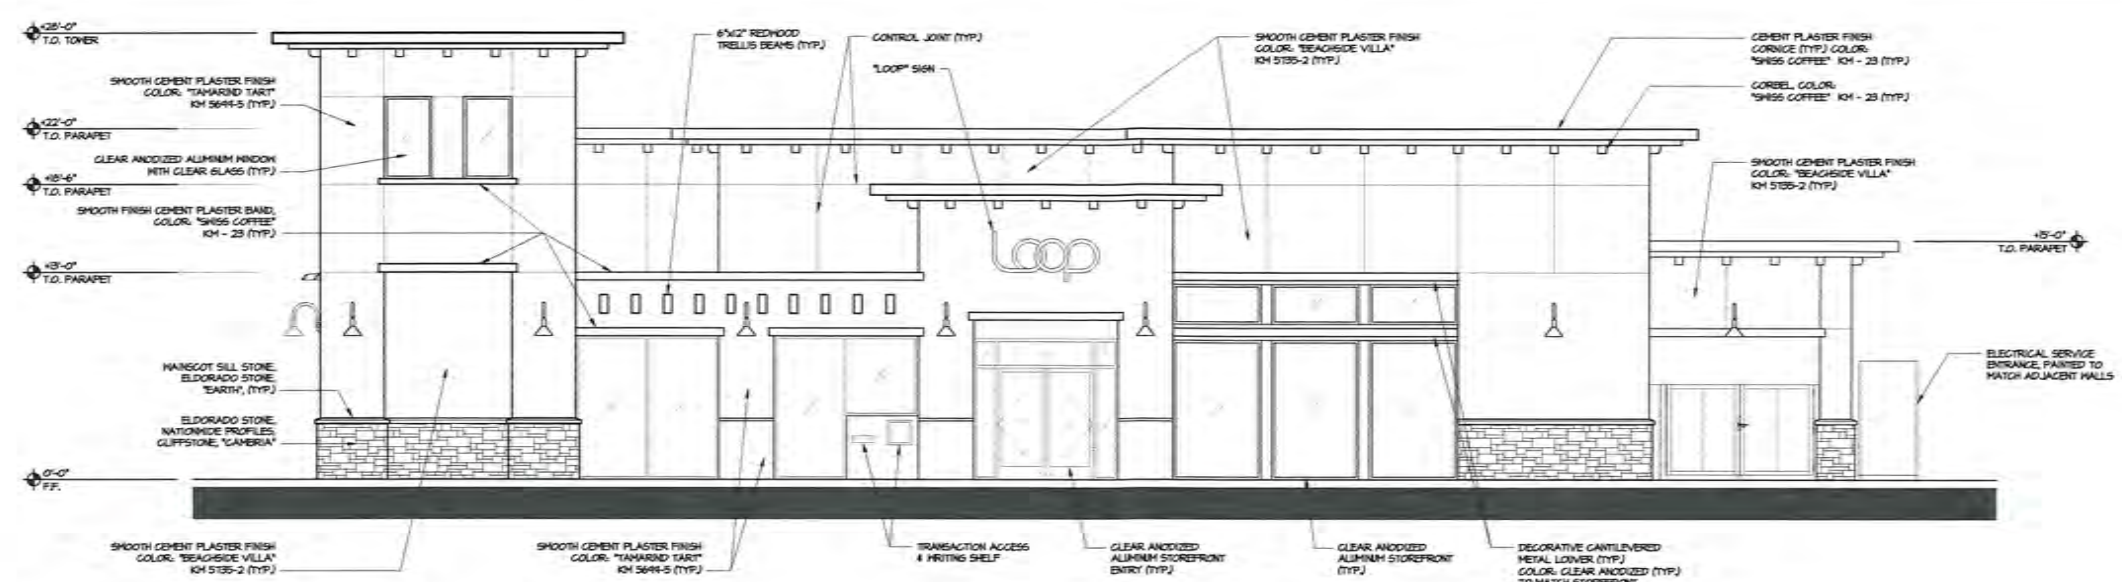 +28'-0"
T.O. TOWER
SMOOTH CEMENT PLASTER FINISH
COLOR: "TAMARIND TART"
KM 5644-5 (TYP.)
+22'-0"
T.O. PARAPET
CLEAR ANODIZED ALUMINUM WINDOW
WITH CLEAR GLASS (TYP.)
+18'-6"
T.O. PARAPET
SMOOTH FINISH CEMENT PLASTER BAND,
COLOR: "SWISS COFFEE"
KM - 23 (TYP.)
+13'-0"
T.O. PARAPET
WAINSCOT SILL STONE,
ELDORADO STONE,
"EARTH", (TYP.)
ELDORADO STONE,
NATIONWIDE PROFILES,
CLIFFSTONE, "CAMBRIA"
0'-0"
F.F.
SMOOTH CEMENT PLASTER FINISH
COLOR: "BEACHSIDE VILLA"
KM 5735-2 (TYP.)
6"x12" REDWOOD
TRELLIS BEAMS (TYP.)
CONTROL JOINT (TYP.)
"LOOP" SIGN
SMOOTH CEMENT PLASTER FINISH
COLOR: "BEACHSIDE VILLA"
KM 5735-2 (TYP.)
CEMENT PLASTER FINISH
CORNICE (TYP.) COLOR:
"SWISS COFFEE" KM - 23 (TYP.)
CORBEL, COLOR:
"SWISS COFFEE" KM - 23 (TYP.)
SMOOTH CEMENT PLASTER FINISH
COLOR: "BEACHSIDE VILLA"
KM 5735-2 (TYP.)
+15'-0"
T.O. PARAPET
Loop
ELECTRICAL SERVICE
ENTRANCE, PAINTED TO
MATCH ADJACENT WALLS
SMOOTH CEMENT PLASTER FINISH
COLOR: "TAMARIND TART"
KM 5644-5 (TYP.)
TRANSACTION ACCESS
& WRITING SHELF
CLEAR ANODIZED
ALUMINUM STOREFRONT
ENTRY (TYP.)
CLEAR ANODIZED
ALUMINUM STOREFRONT
(TYP.)
DECORATIVE CANTILEVERED
METAL LOUVER (TYP.)
COLOR: CLEAR ANODIZED (TYP.)
TO MATCH STOREFRONT